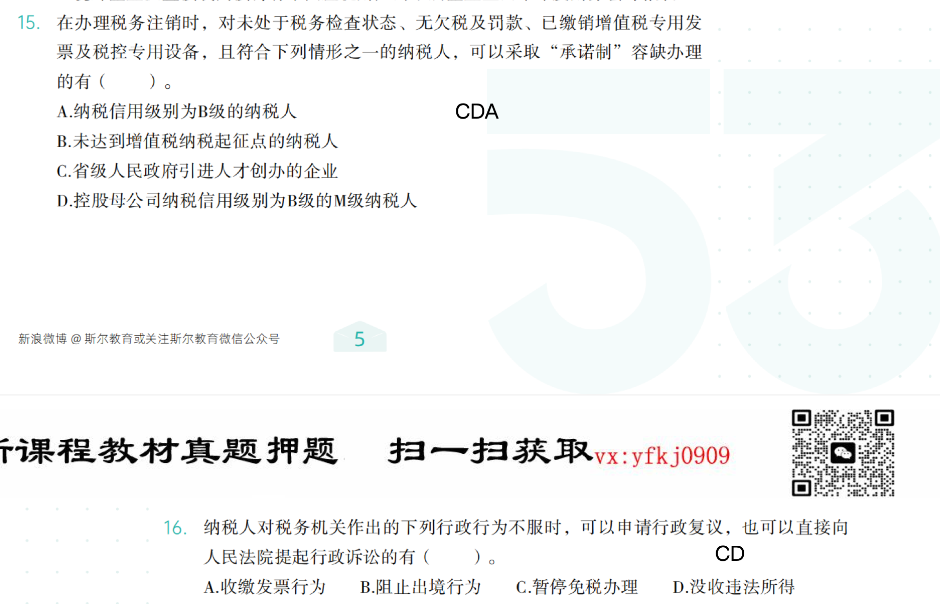 15. 在办理税务注销时，对未处于税务检查状态、无欠税及罚款、已缴销增值税专用发
票及税控专用设备，且符合下列情形之一的纳税人，可以采取“承诺制”容缺办理
的有（　　）。
A.纳税信用级别为B级的纳税人
CDA
B.未达到增值税纳税起征点的纳税人
C.省级人民政府引进人才创办的企业
D.控股母公司纳税信用级别为B级的M级纳税人
53
新浪微博 @ 斯尔教育或关注斯尔教育微信公众号
5
课程教材真题押题 扫一扫获取vx:yfkj0909
16. 纳税人对税务机关作出的下列行政行为不服时，可以申请行政复议，也可以直接向
人民法院提起行政诉讼的有（　　）。
CD
A.收缴发票行为 B.阻止出境行为 C.暂停免税办理 D.没收违法所得